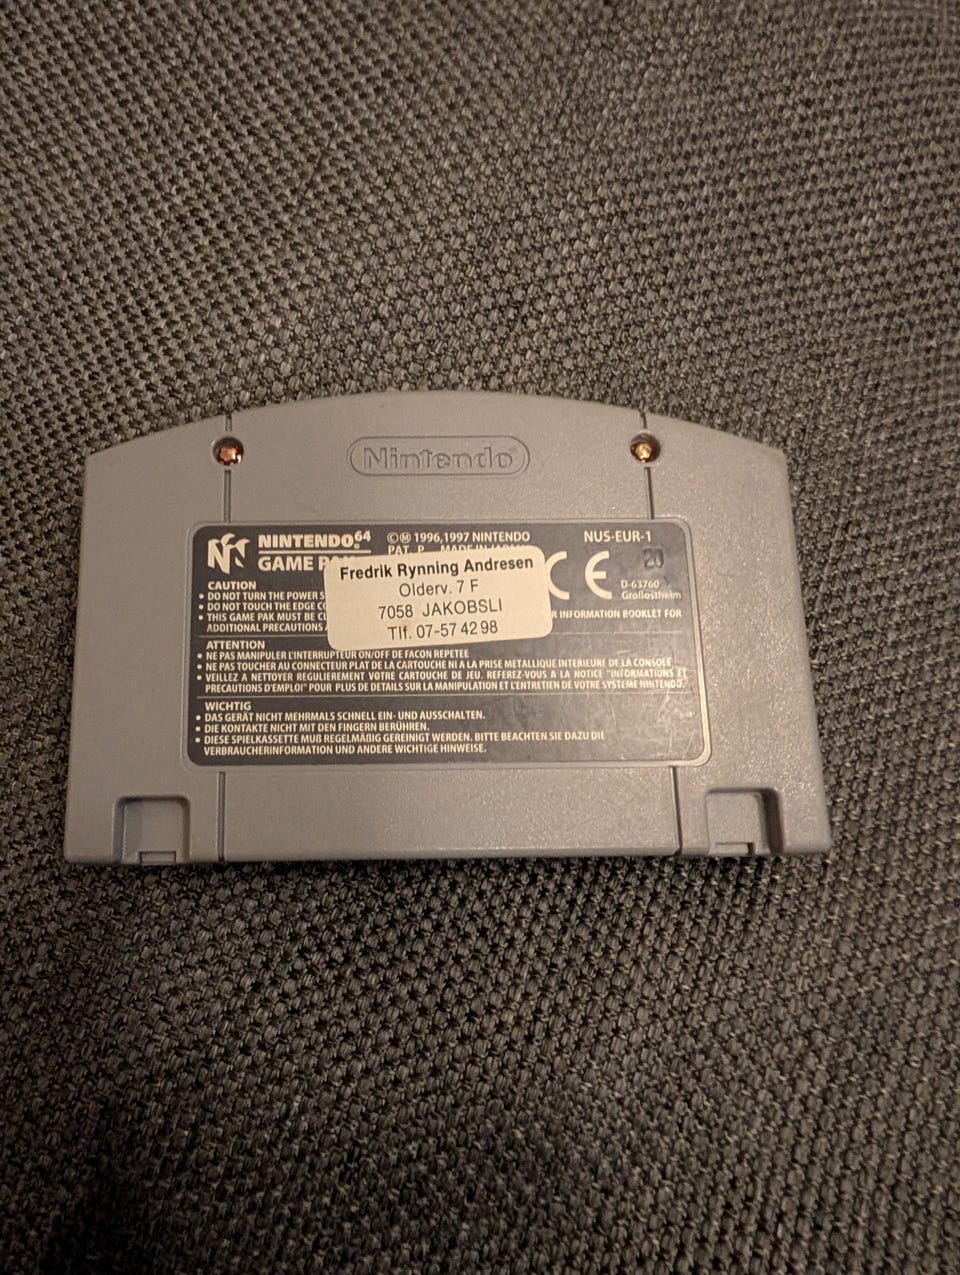 Nintendo
NINTENDO64
GAME
©Ⓜ 1996,1997 NINTENDO
PAT. P. MADE IN JAPAN
NUS-EUR-1
20
CE
D-63760
Großostheim
Fredrik Rynning Andresen
Olderv. 7 F
7058 JAKOBSLI
Tlf. 07-57 42 98
CAUTION
• DO NOT TURN THE POWER
• DO NOT TOUCH THE EDGE
• THIS GAME PAK MUST BE
INFORMATION BOOKLET FOR
ADDITIONAL PRECAUTIONS
ATTENTION
• NE PAS MANIPULER L'INTERRUPTEUR ON/OFF DE FACON REPETEE
• NE PAS TOUCHER AU CONNECTEUR PLAT DE LA CARTOUCHE NI A LA PRISE METALLIQUE INTERIEURE DE LA CONSOLE
• VEILLEZ A NETTOYER REGULIEREMENT VOTRE CARTOUCHE DE JEU. REFEREZ-VOUS A LA NOTICE "INFORMATIONS ET
PRECAUTIONS D'EMPLOI" POUR PLUS DE DETAILS SUR LA MANIPULATION ET L'ENTRETIEN DE VOTRE SYSTEME NINTENDO.
WICHTIG
• DAS GERÄT NICHT MEHRMALS SCHNELL EIN- UND AUSSCHALTEN.
• DIE KONTAKTE NICHT MIT DEN FINGERN BERÜHREN.
• DIESE SPIELKASSETTE MUß REGELMÄßIG GEREINIGT WERDEN. BITTE BEACHTEN SIE DAZU DIE
VERBRAUCHERINFORMATION UND ANDERE WICHTIGE HINWEISE.